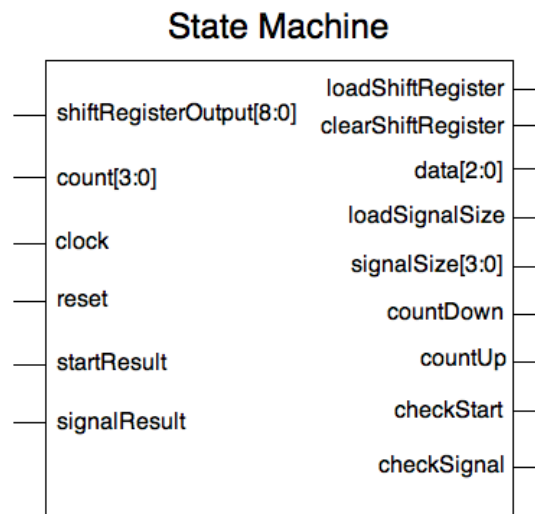 State Machine
shiftRegisterOutput[8:0]
count[3:0]
clock
reset
startResult
signalResult
loadShiftRegister
clearShiftRegister
data[2:0]
loadSignalSize
signalSize[3:0]
countDown
countUp
checkStart
checkSignal